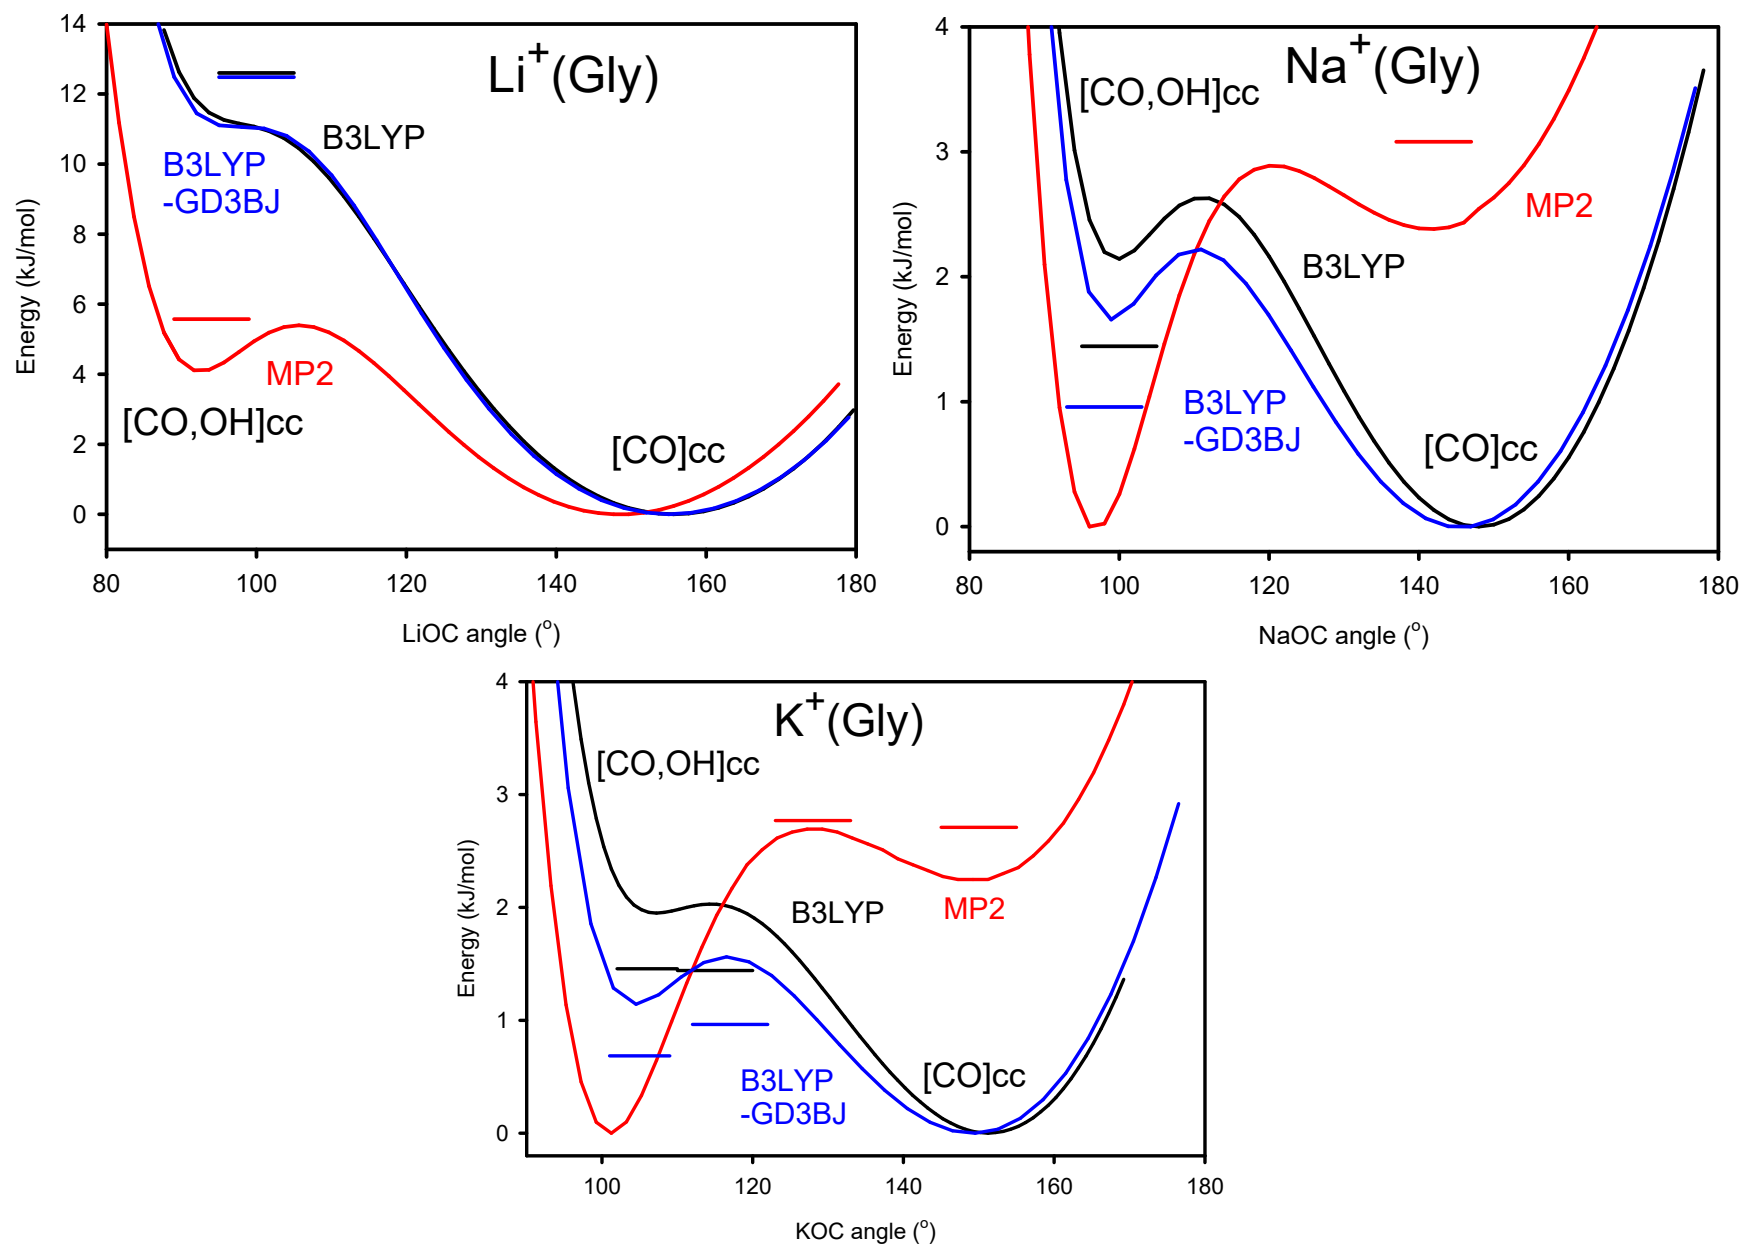 14
12
10
8
6
4
2
0
Energy (kJ/mol)
Li+(Gly)
B3LYP
B3LYP
-GD3BJ
MP2
[CO,OH]cc
[CO]cc
80 100 120 140 160 180
LiOC angle (o)
4
3
2
1
0
Energy (kJ/mol)
Na+(Gly)
[CO,OH]cc
MP2
B3LYP
B3LYP
-GD3BJ
[CO]cc
80 100 120 140 160 180
NaOC angle (o)
4
3
2
1
0
Energy (kJ/mol)
K+(Gly)
[CO,OH]cc
B3LYP
MP2
[CO]cc
B3LYP
-GD3BJ
100 120 140 160 180
KOC angle (o)